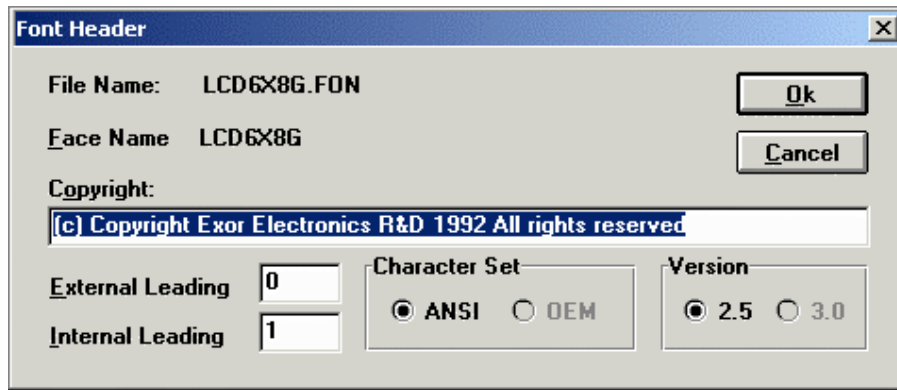 Font Header
File Name: LCD6X8G.FON
Ok
Face Name LCD6X8G
Cancel
Copyright:
(c) Copyright Exor Electronics R&D 1992 All rights reserved
External Leading 0
Internal Leading 1
Character Set
ANSI OEM
Version
2.5 3.0